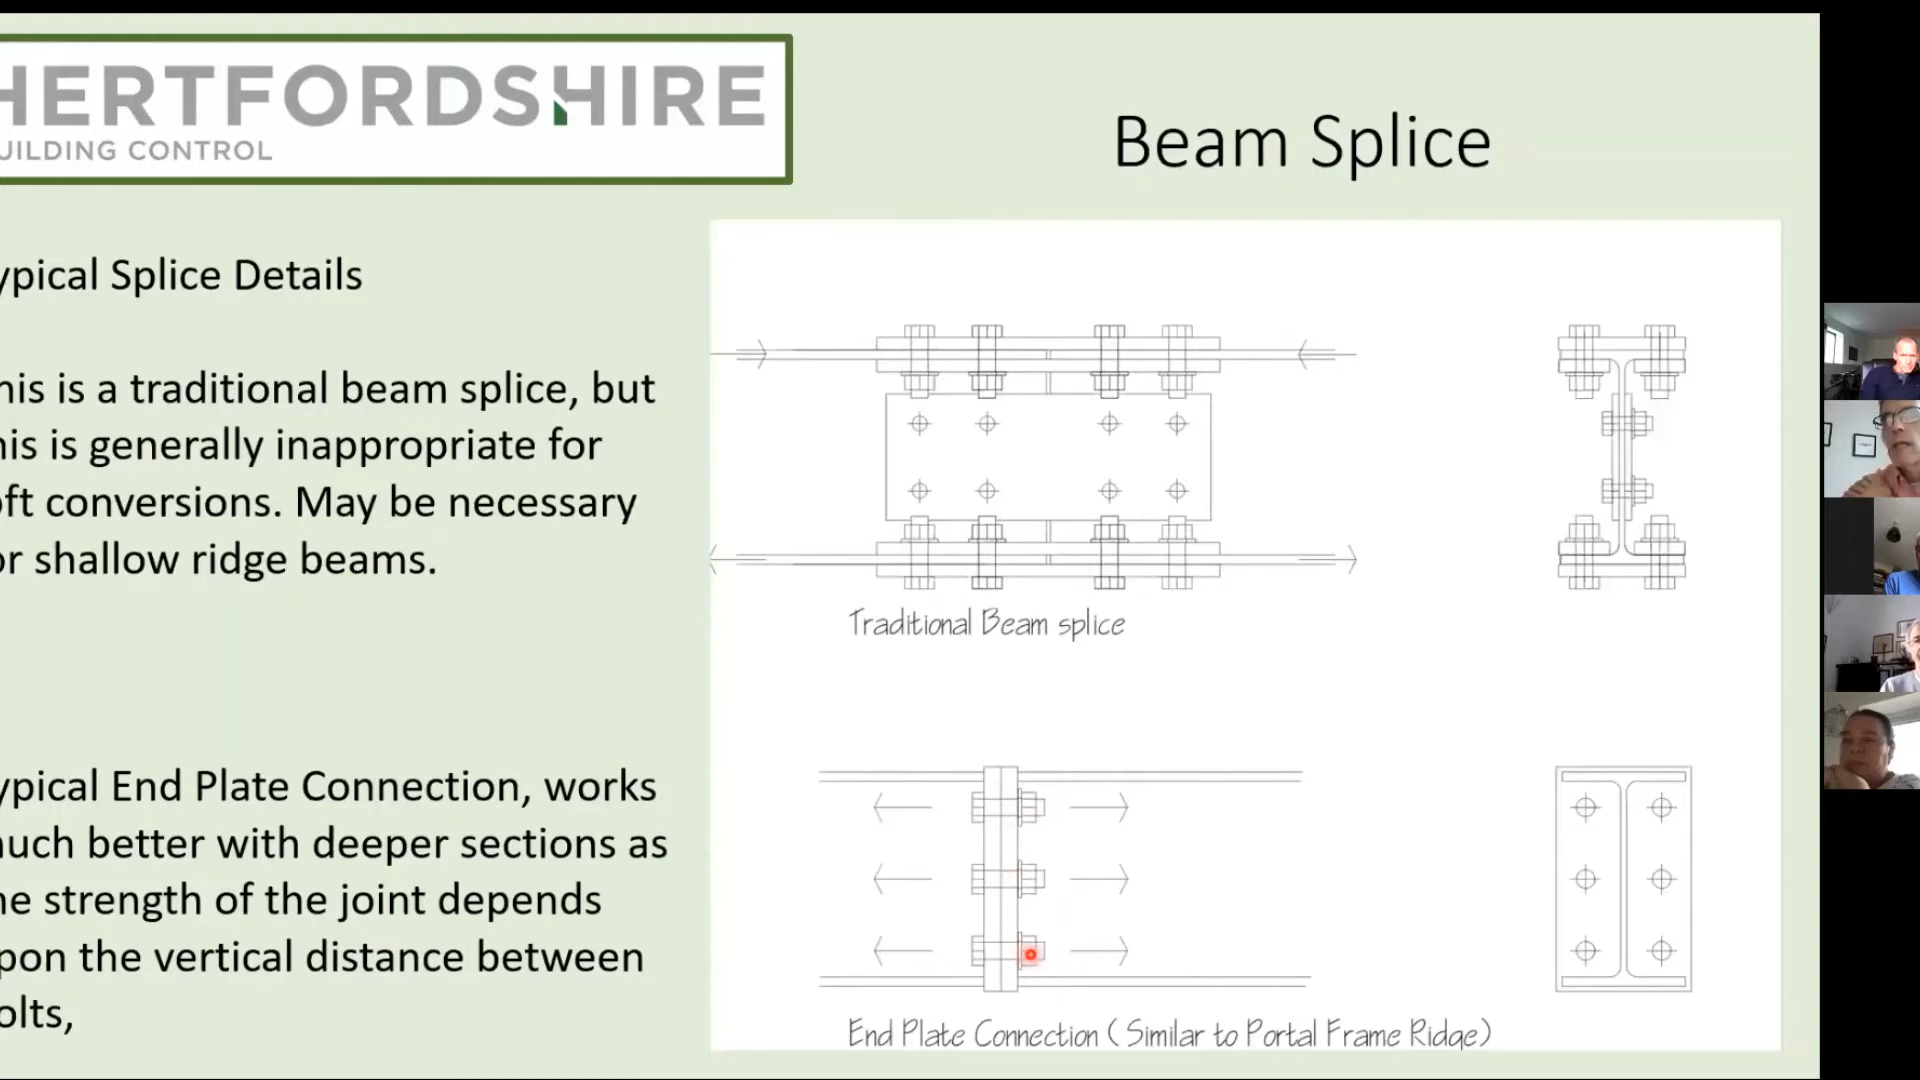 HERTFORDSHIRE
UILDING CONTROL
Beam Splice
ypical Splice Details
his is a traditional beam splice, but
his is generally inappropriate for
oft conversions. May be necessary
or shallow ridge beams.
Traditional Beam splice
ypical End Plate Connection, works
uch better with deeper sections as
he strength of the joint depends
pon the vertical distance between
olts,
End Plate Connection ( Similar to Portal Frame Ridge)